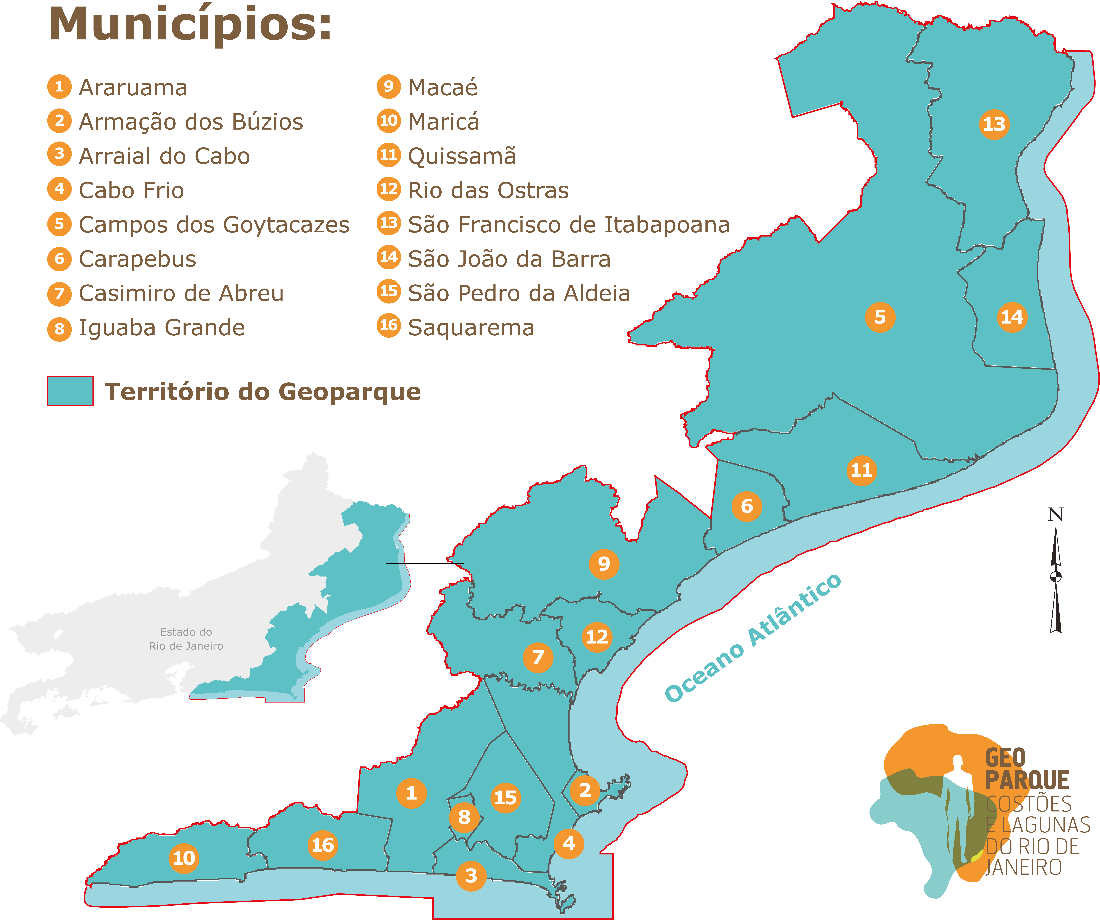 Municípios:
1 Araruama
2 Armação dos Búzios
3 Arraial do Cabo
4 Cabo Frio
5 Campos dos Goytacazes
6 Carapebus
7 Casimiro de Abreu
8 Iguaba Grande
9 Macaé
10 Maricá
11 Quissamã
12 Rio das Ostras
13 São Francisco de Itabapoana
14 São João da Barra
15 São Pedro da Aldeia
16 Saquarema
Território do Geoparque
13
5
14
11
6
9
12
7
2
1
15
8
4
16
10
3
N
Oceano Atlântico
Estado do
Rio de Janeiro
GEO
PARQUE
COSTÕES
E LAGUNAS
DO RIO DE
JANEIRO